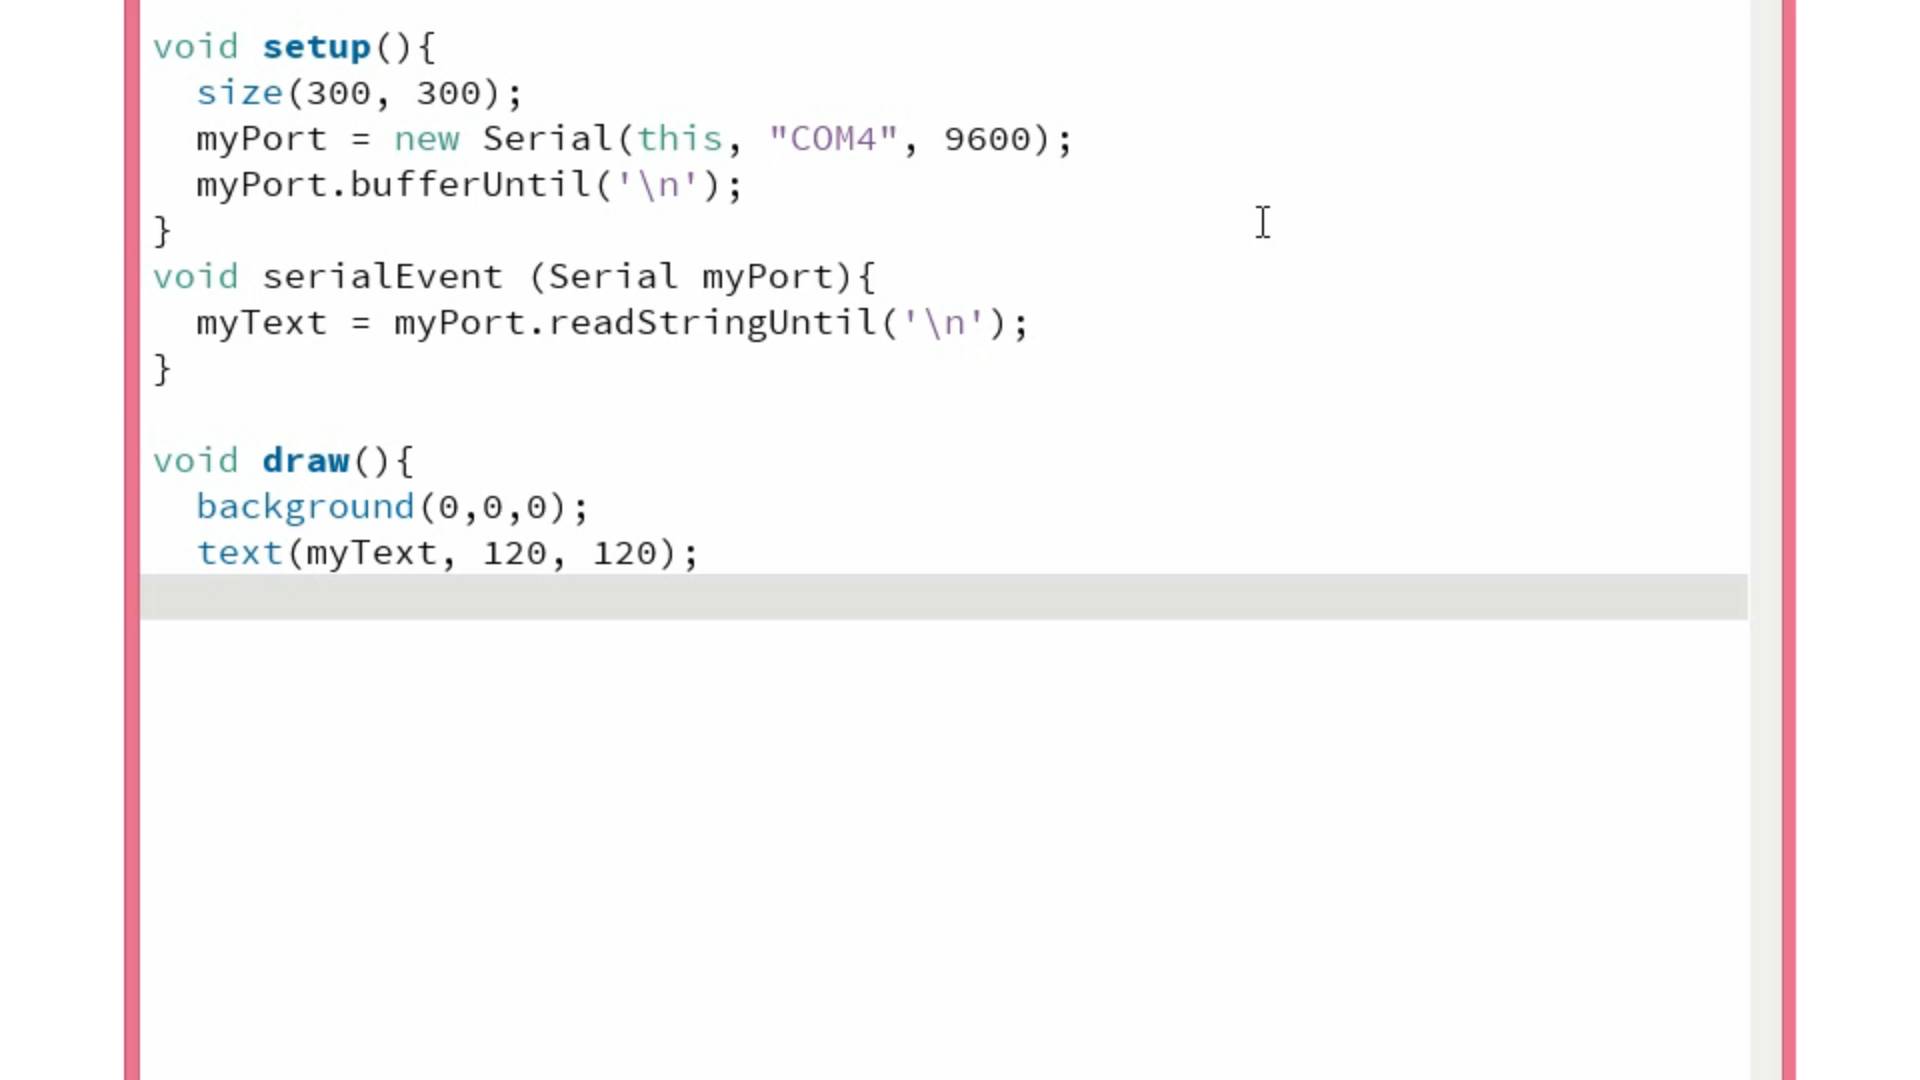 void setup(){
  size(300, 300);
  myPort = new Serial(this, "COM4", 9600);
  myPort.bufferUntil('\n');
}
void serialEvent (Serial myPort){
  myText = myPort.readStringUntil('\n');
}

void draw(){
  background(0,0,0);
  text(myText, 120, 120);